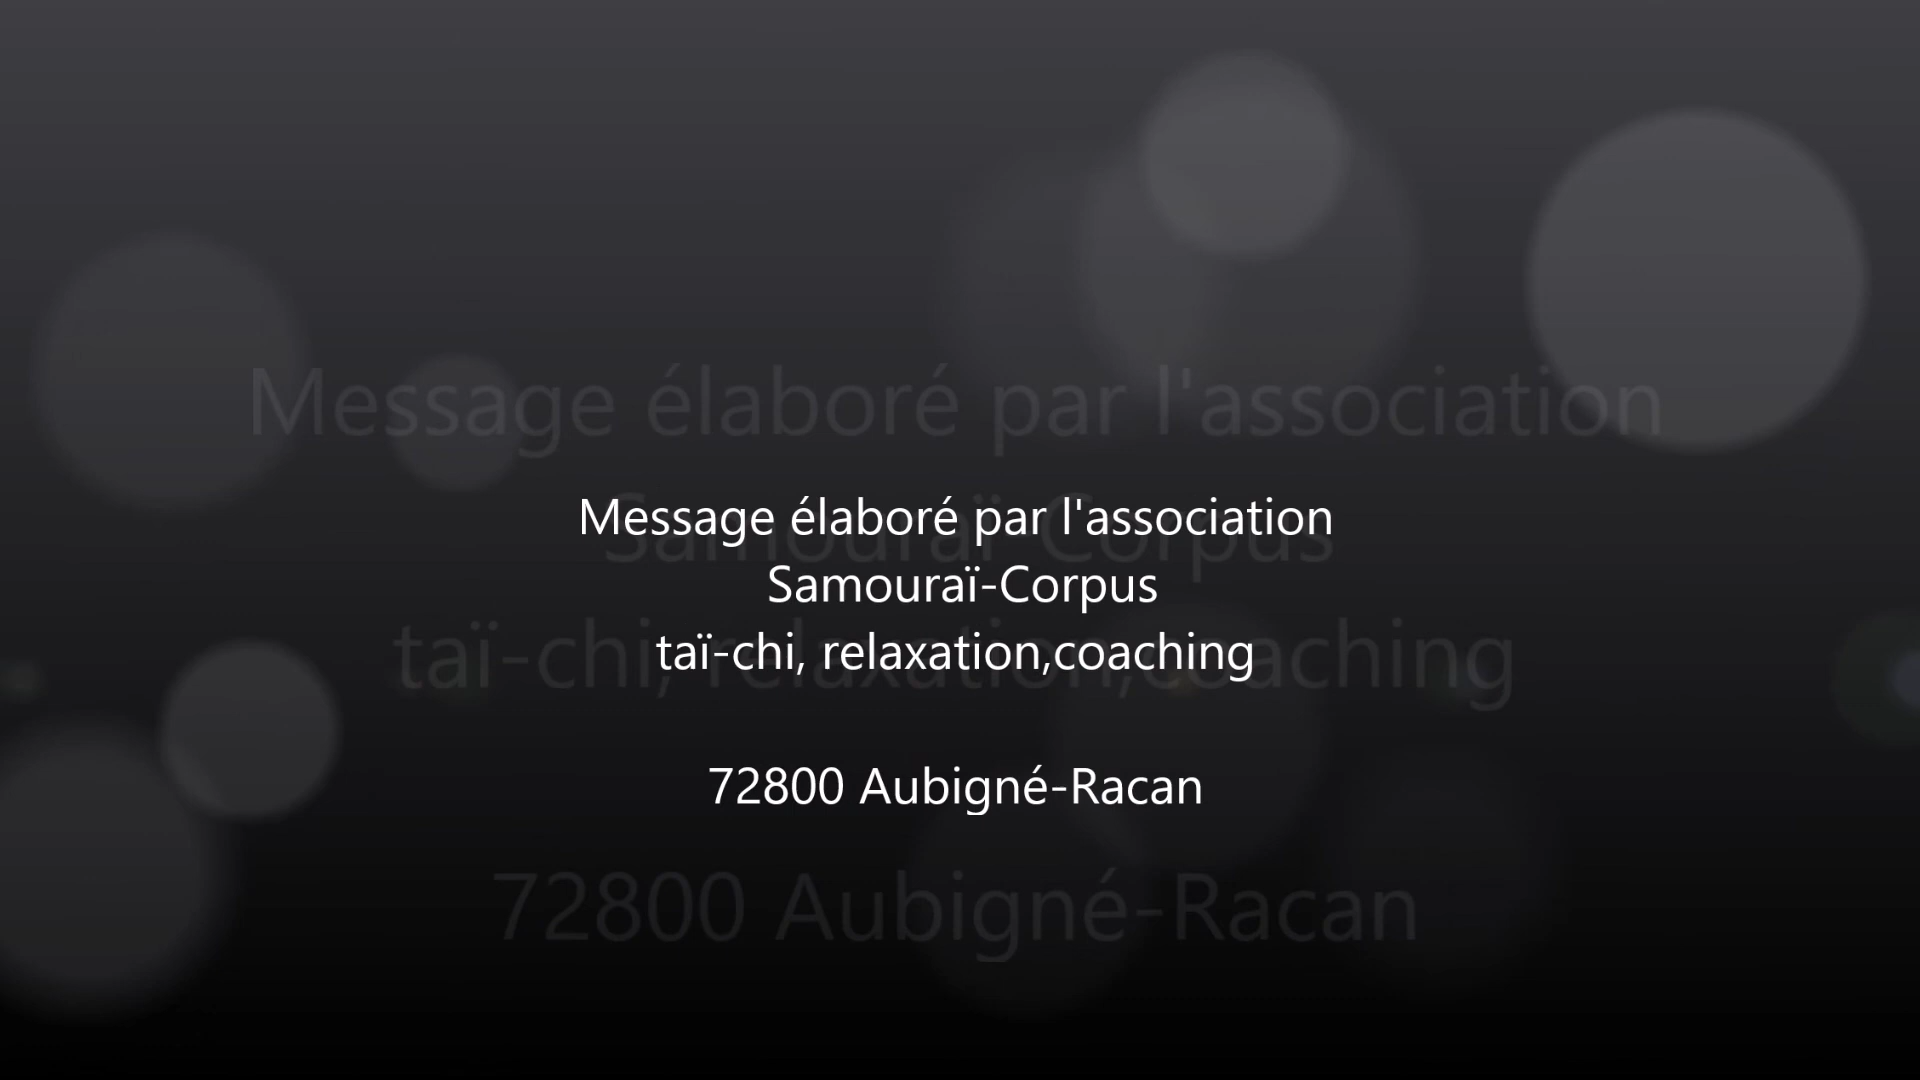 Message élaboré par l'association
Samouraï-Corpus
taï-chi, relaxation,coaching
72800 Aubigné-Racan